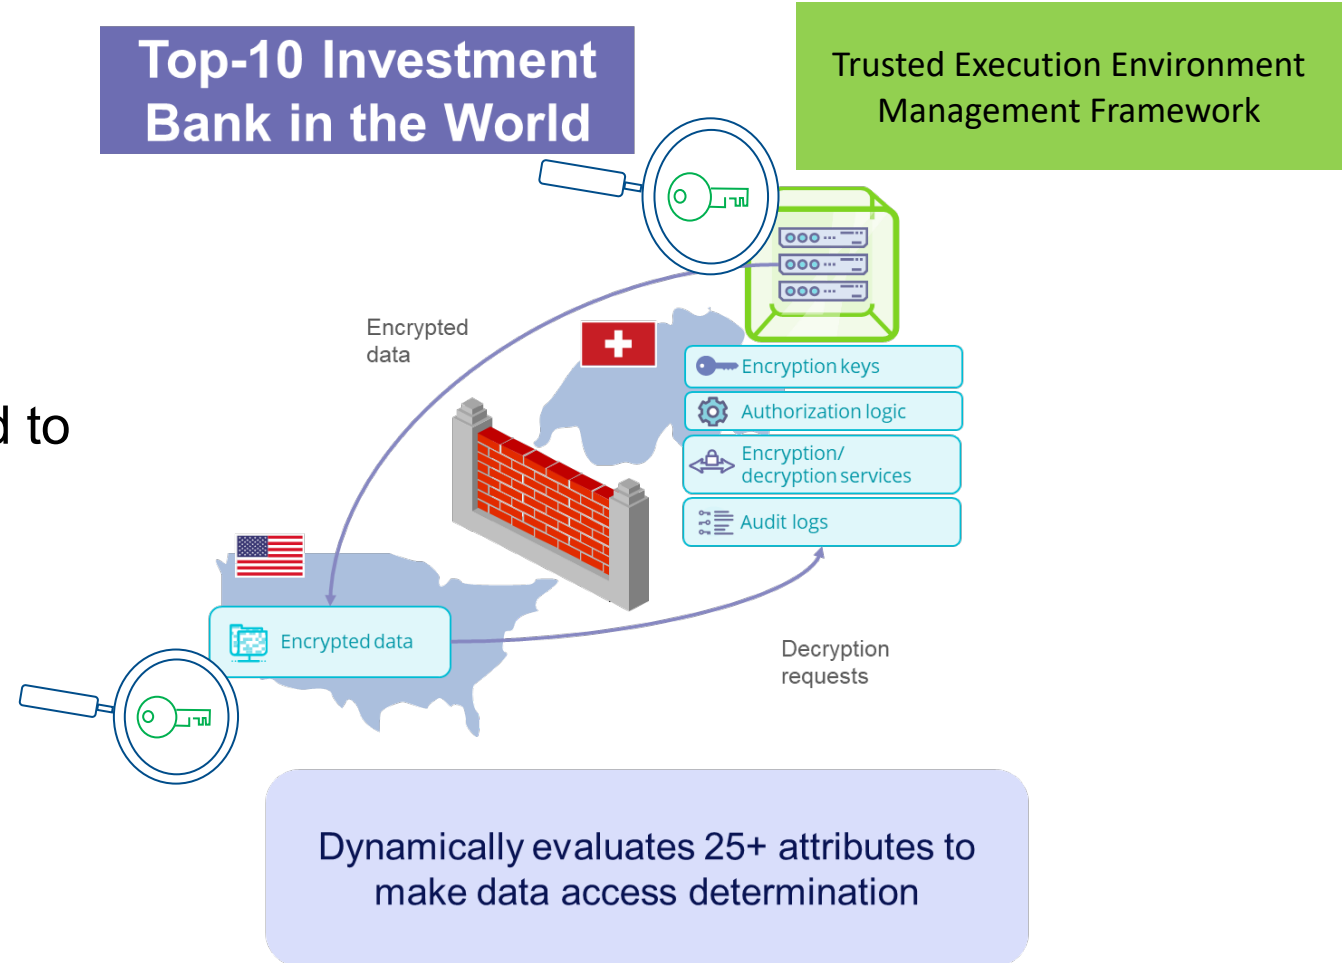 Top-10 Investment
Bank in the World
Trusted Execution Environment
Management Framework
Encrypted
data
Encryption keys
Authorization logic
Encryption/
decryption services
Audit logs
d to
Encrypted data
Decryption
requests
Dynamically evaluates 25+ attributes to
make data access determination